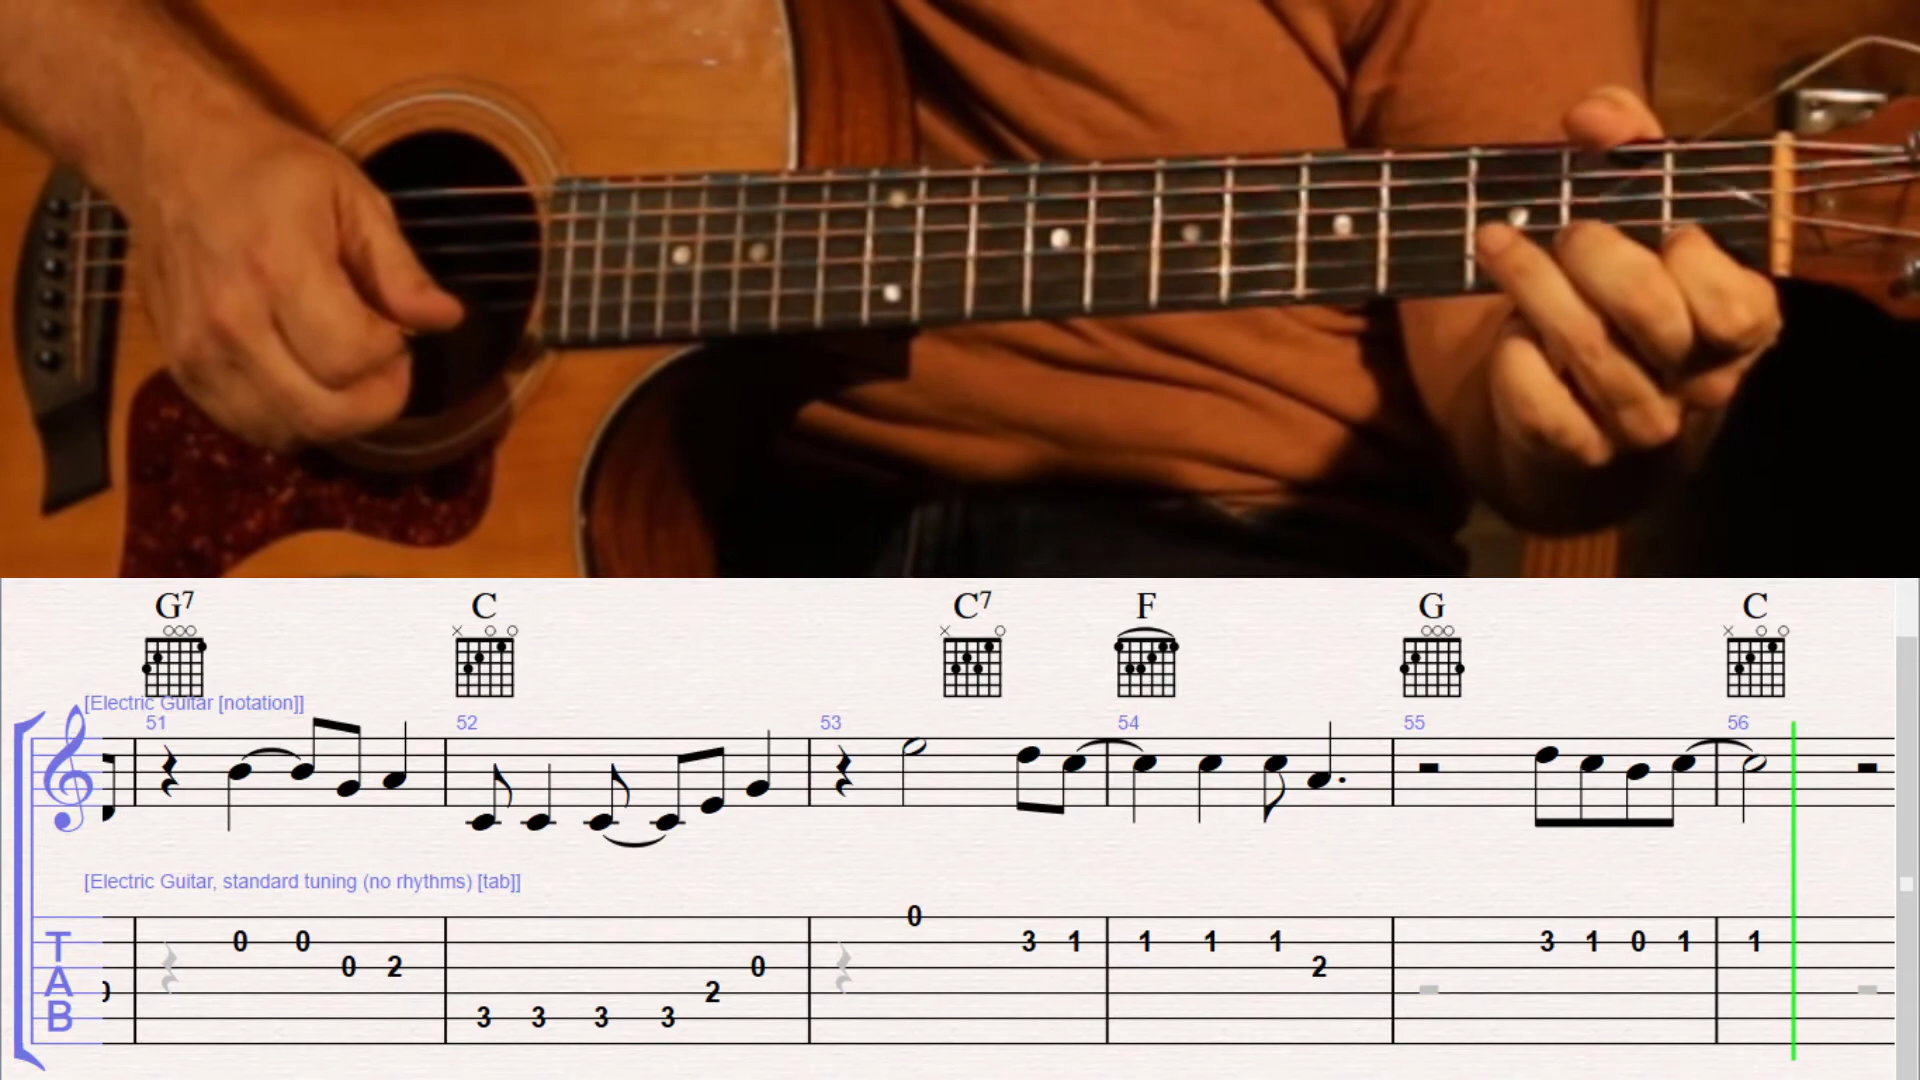 G7 C C7 F G C
[Electric Guitar [notation]]
51 52 53 54 55 56
[Electric Guitar, standard tuning (no rhythms) [tab]]
0
0 0 3 1 1 1 1 3 1 0 1 1
T
0 2 0 2
A
0 2
B
3 3 3 3